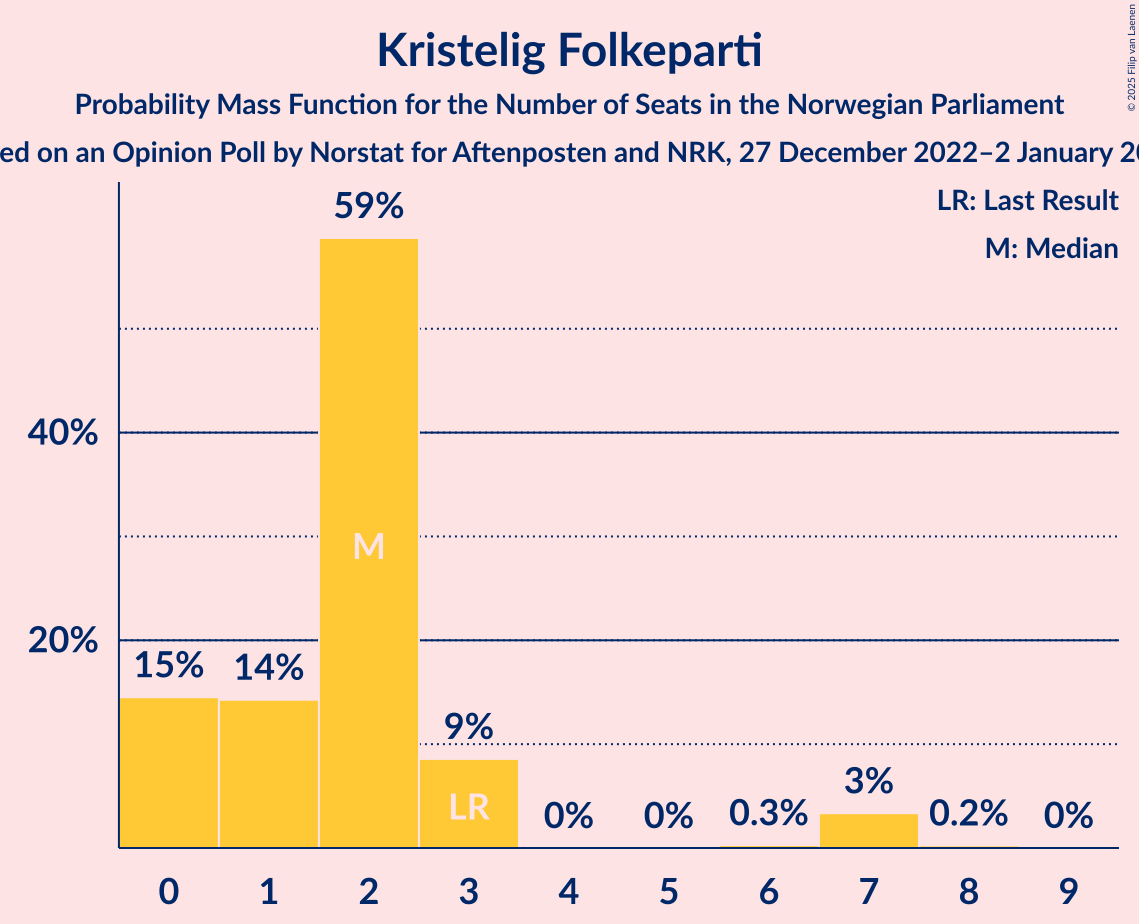 Kristelig Folkeparti
Probability Mass Function for the Number of Seats in the Norwegian Parliament
on an Opinion Poll by Norstat for Aftenposten and NRK, 27 December 2022–2 January
© 2025 Filip van Laenen
LR: Last Result
M: Median
59%
40%
M
20%
15% 14%
9%
LR
0% 0% 0.3% 3% 0.2% 0%
0 1 2 3 4 5 6 7 8 9